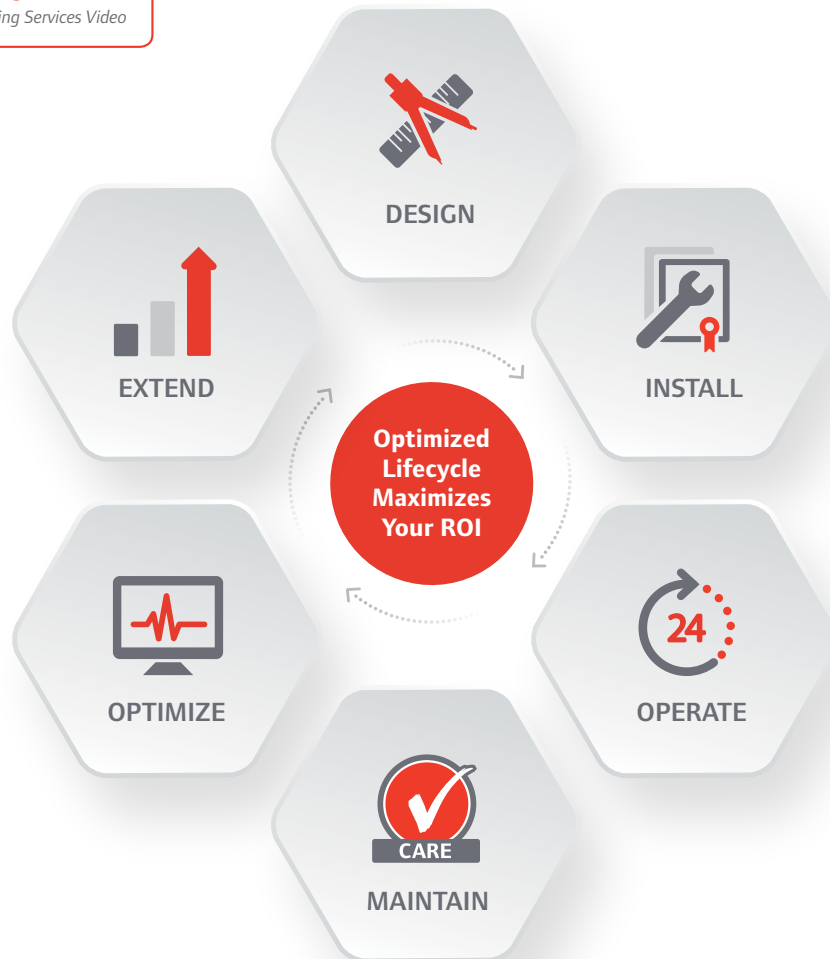 ing Services Video
DESIGN
EXTEND
INSTALL
Optimized
Lifecycle
Maximizes
Your ROI
24
OPTIMIZE
OPERATE
CARE
MAINTAIN